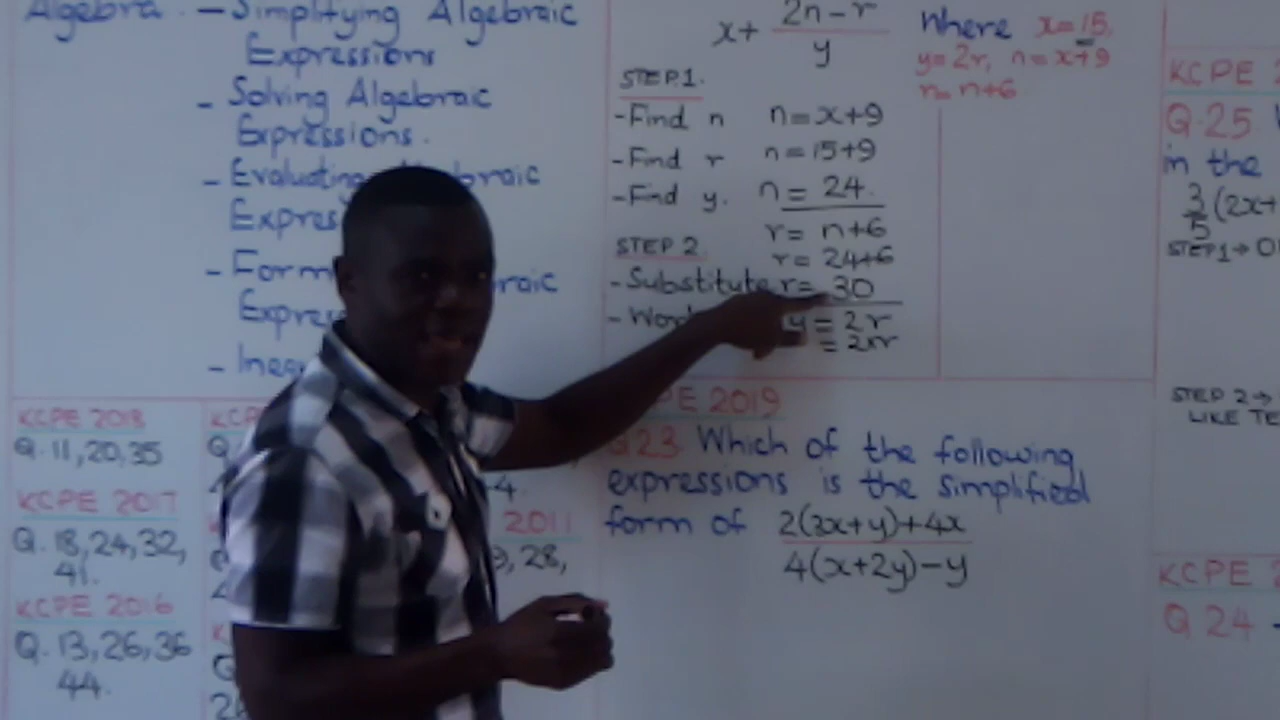 Algebra. - Simplifying Algebraic
Expressions
- Solving Algebraic
Expressions.
- Evaluating
Expres
- Form
Expre
- Ineq
KCPE 2018
Q. 11,20,35
KCPE 2017
Q. 18,24,32,
41.
KCPE 2016
Q. 13,26,36
44.
2011
28,
x+ 2n-r
y
Where x=15,
y=2r, n=x+9
r=n+6
STEP 1.
-Find n n=x+9
-Find r n=15+9
-Find y. n=24.
r= n+6
STEP 2.
r= 24+6
-Substitute r= 30
-Wor y = 2r
PE 2019
Q23 Which of the following
expressions is the simplified
form of 2(3x+y)+4x
4(x+2y)-y
KCPE
Q.25
in the
3/5(2x+
STEP 1→
STEP 2→
LIKE TE
KCPE 2
Q 24